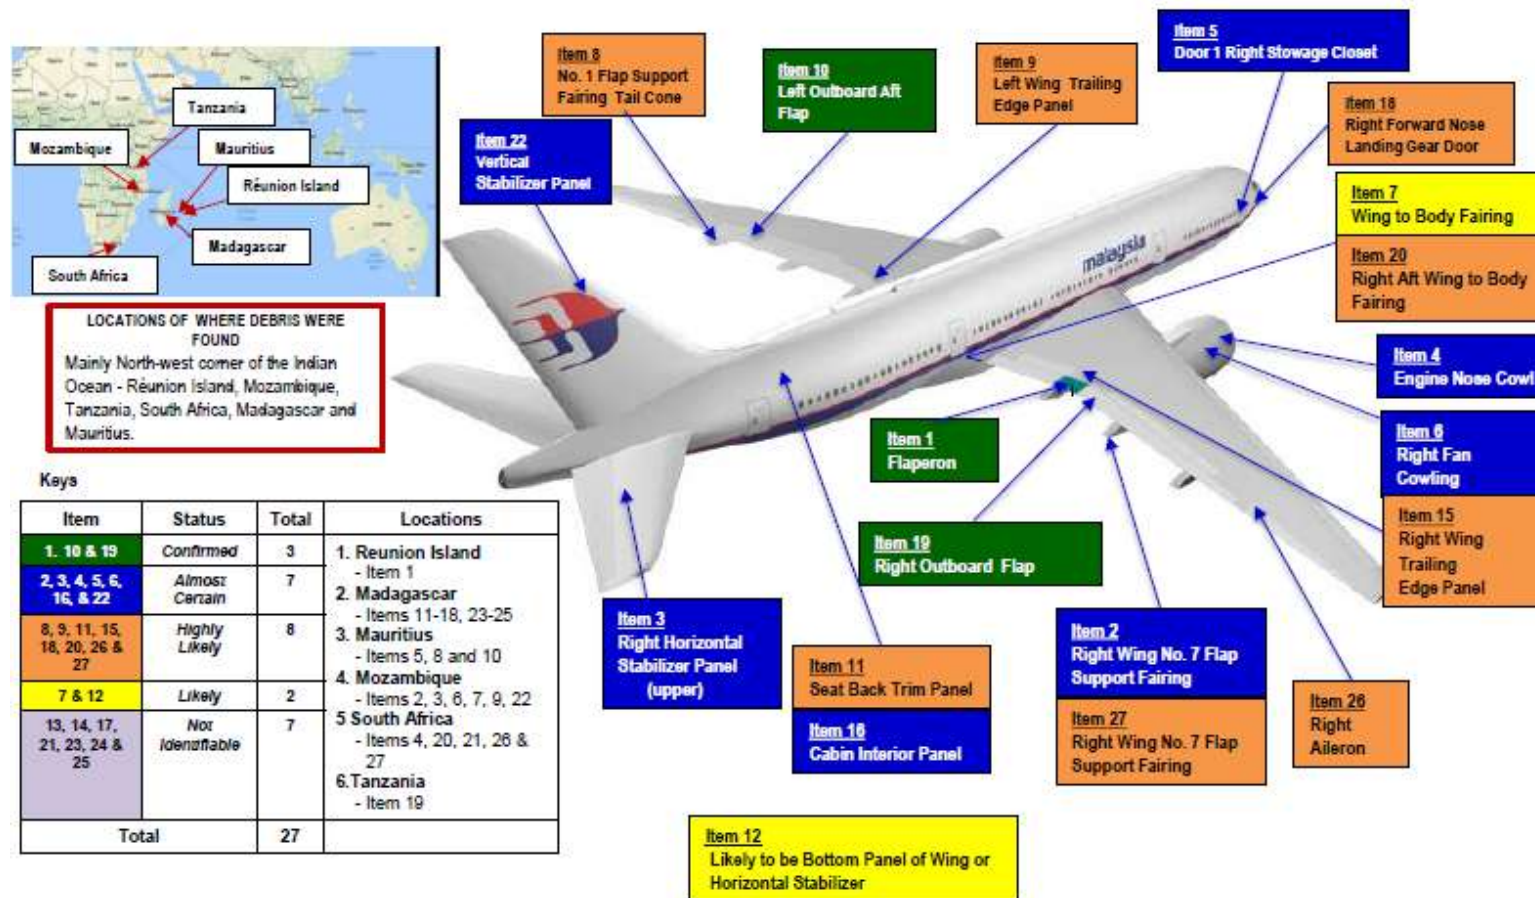 Tanzania
Mozambique
Mauritius
Réunion Island
Madagascar
South Africa
LOCATIONS OF WHERE DEBRIS WERE
FOUND
Mainly North-west corner of the Indian
Ocean - Réunion Island, Mozambique,
Tanzania, South Africa, Madagascar and
Mauritius.
Item 8
No. 1 Flap Support
Fairing Tail Cone
Item 10
Left Outboard Aft
Flap
Item 9
Left Wing Trailing
Edge Panel
Item 5
Door 1 Right Stowage Closet
Item 18
Right Forward Nose
Landing Gear Door
Item 22
Vertical
Stabilizer Panel
Item 7
Wing to Body Fairing
Item 20
Right Aft Wing to Body
Fairing
malaysia
Item 4
Engine Nose Cowl
Item 6
Right Fan
Cowling
Item 15
Right Wing
Trailing
Edge Panel
Item 1
Flaperon
Item 19
Right Outboard Flap
Item 3
Right Horizontal
Stabilizer Panel
(upper)
Item 11
Seat Back Trim Panel
Item 16
Cabin Interior Panel
Item 2
Right Wing No. 7 Flap
Support Fairing
Item 27
Right Wing No. 7 Flap
Support Fairing
Item 26
Right
Aileron
Item 12
Likely to be Bottom Panel of Wing or
Horizontal Stabilizer
Keys
Item Status Total Locations
1. 10 & 19 Confirmed 3
2, 3, 4, 5, 6,
16, & 22 Almost
Certain 7
8, 9, 11, 15,
18, 20, 26 &
27 Highly
Likely 8
7 & 12 Likely 2
13, 14, 17,
21, 23, 24 &
25 Not
Identifiable 7
1. Reunion Island
- Item 1
2. Madagascar
- Items 11-18, 23-25
3. Mauritius
- Items 5, 8 and 10
4. Mozambique
- Items 2, 3, 6, 7, 9, 22
5 South Africa
- Items 4, 20, 21, 26 &
27
6.Tanzania
- Item 19
Total 27